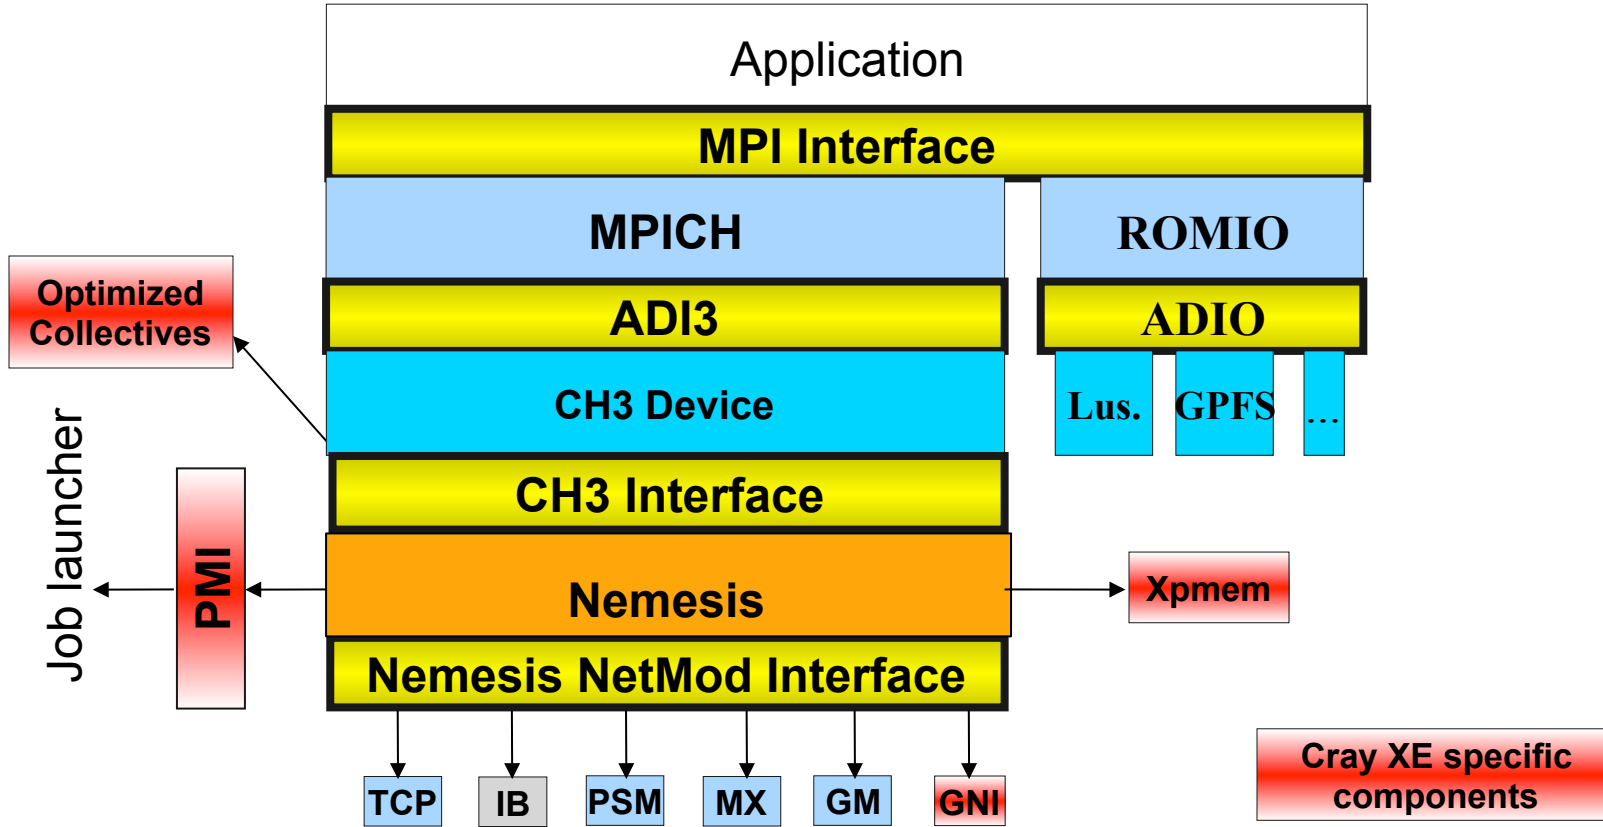 Application
MPI Interface
MPICH
ROMIO
Optimized
Collectives
ADI3
ADIO
CH3 Device
Lus.
GPFS
...
Job launcher
PMI
CH3 Interface
Nemesis
Xpmem
Nemesis NetMod Interface
TCP
IB
PSM
MX
GM
GNI
Cray XE specific
components